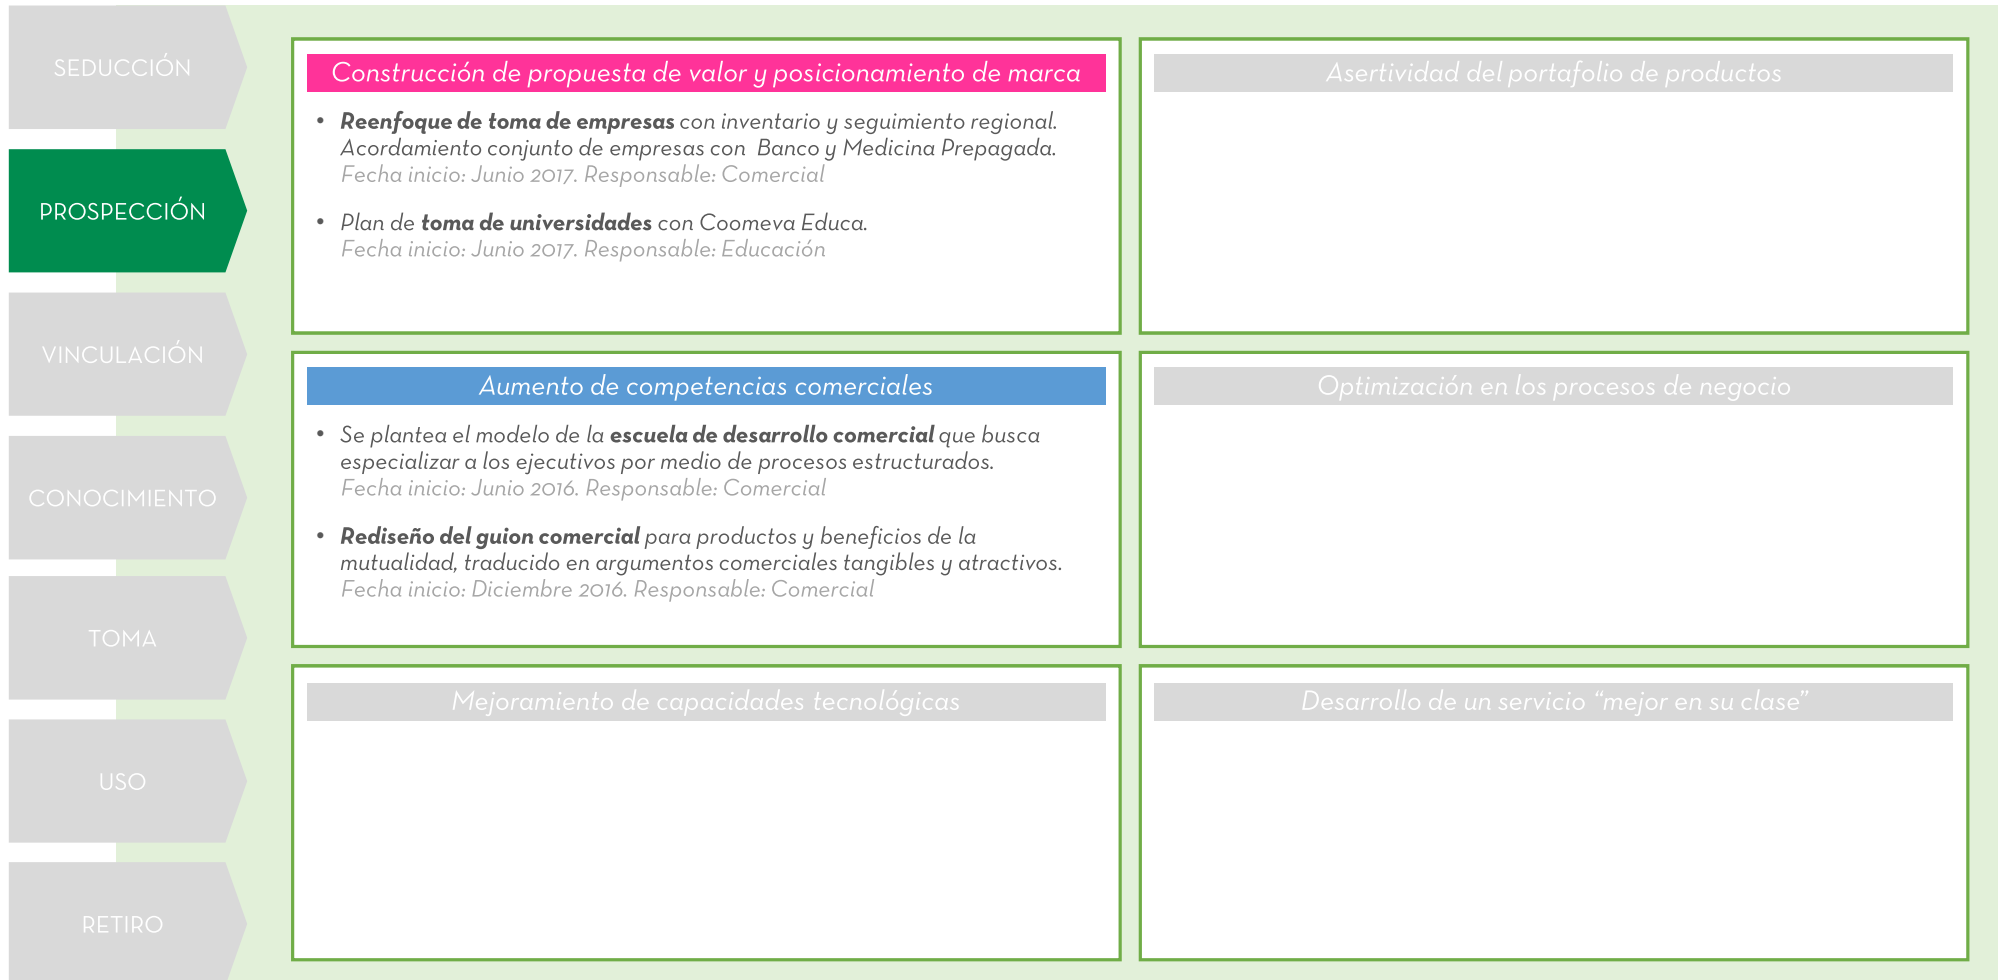 SEDUCCIÓN
PROSPECCIÓN
VINCULACIÓN
CONOCIMIENTO
TOMA
USO
RETIRO
Construcción de propuesta de valor y posicionamiento de marca
• Reenfoque de toma de empresas con inventario y seguimiento regional.
Acordamiento conjunto de empresas con Banco y Medicina Prepagada.
Fecha inicio: Junio 2017. Responsable: Comercial
• Plan de toma de universidades con Coomeva Educa.
Fecha inicio: Junio 2017. Responsable: Educación
Asertividad del portafolio de productos
Aumento de competencias comerciales
• Se plantea el modelo de la escuela de desarrollo comercial que busca
especializar a los ejecutivos por medio de procesos estructurados.
Fecha inicio: Junio 2016. Responsable: Comercial
• Rediseño del guion comercial para productos y beneficios de la
mutualidad, traducido en argumentos comerciales tangibles y atractivos.
Fecha inicio: Diciembre 2016. Responsable: Comercial
Optimización en los procesos de negocio
Mejoramiento de capacidades tecnológicas
Desarrollo de un servicio “mejor en su clase”